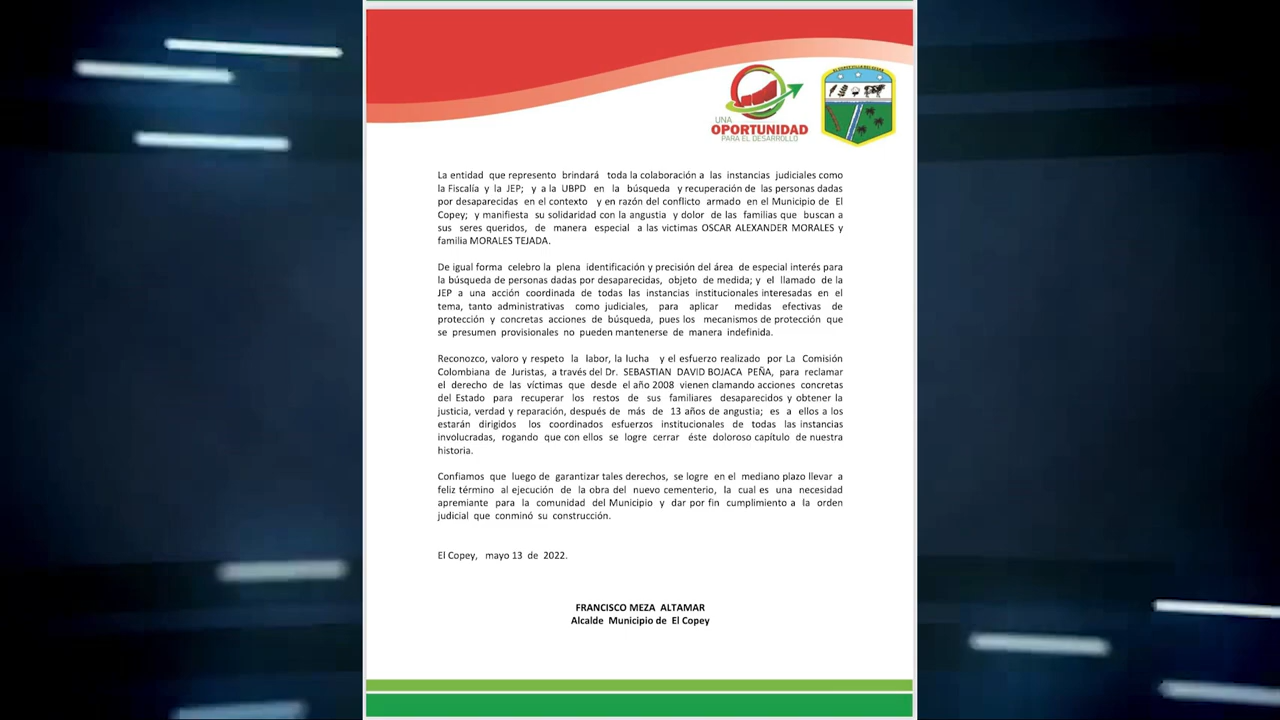 UNA
OPORTUNIDAD
PARA EL DESARROLLO
La entidad que represento brindará toda la colaboración a las instancias judiciales como
la Fiscalía y la JEP; y a la UBPD en la búsqueda y recuperación de las personas dadas
por desaparecidas en el contexto y en razón del conflicto armado en el Municipio de El
Copey; y manifiesta su solidaridad con la angustia y dolor de las familias que buscan a
sus seres queridos, de manera especial a las victimas OSCAR ALEXANDER MORALES y
familia MORALES TEJADA.
De igual forma celebro la plena identificación y precisión del área de especial interés para
la búsqueda de personas dadas por desaparecidas, objeto de medida; y el llamado de la
JEP a una acción coordinada de todas las instancias institucionales interesadas en el
tema, tanto administrativas como judiciales, para aplicar medidas efectivas de
protección y concretas acciones de búsqueda, pues los mecanismos de protección que
se presumen provisionales no pueden mantenerse de manera indefinida.
Reconozco, valoro y respeto la labor, la lucha y el esfuerzo realizado por La Comisión
Colombiana de Juristas, a través del Dr. SEBASTIAN DAVID BOJACA PEÑA, para reclamar
el derecho de las víctimas que desde el año 2008 vienen clamando acciones concretas
del Estado para recuperar los restos de sus familiares desaparecidos y obtener la
justicia, verdad y reparación, después de más de 13 años de angustia; es a ellos a los
estarán dirigidos los coordinados esfuerzos institucionales de todas las instancias
involucradas, rogando que con ellos se logre cerrar éste doloroso capítulo de nuestra
historia.
Confiamos que luego de garantizar tales derechos, se logre en el mediano plazo llevar a
feliz término al ejecución de la obra del nuevo cementerio, la cual es una necesidad
apremiante para la comunidad del Municipio y dar por fin cumplimiento a la orden
judicial que conminó su construcción.
El Copey, mayo 13 de 2022.
FRANCISCO MEZA ALTAMAR
Alcalde Municipio de El Copey